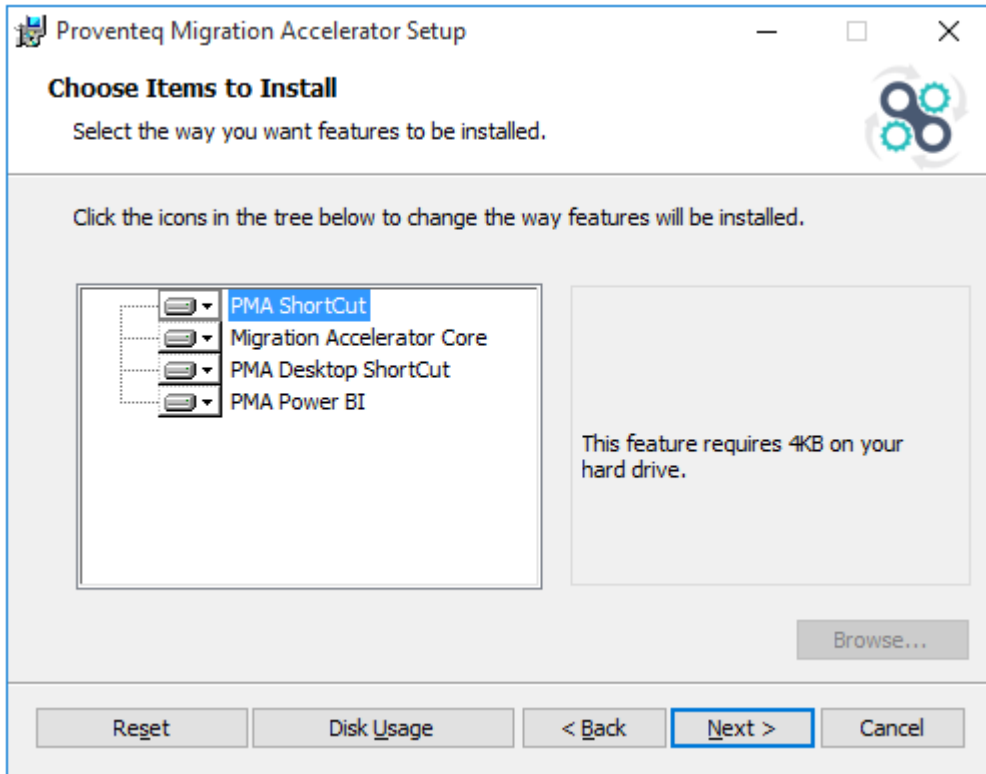 Proventeq Migration Accelerator Setup
Choose Items to Install
Select the way you want features to be installed.
Click the icons in the tree below to change the way features will be installed.
PMA ShortCut
Migration Accelerator Core
PMA Desktop ShortCut
PMA Power BI
This feature requires 4KB on your
hard drive.
Browse...
Reset
Disk Usage
< Back
Next >
Cancel